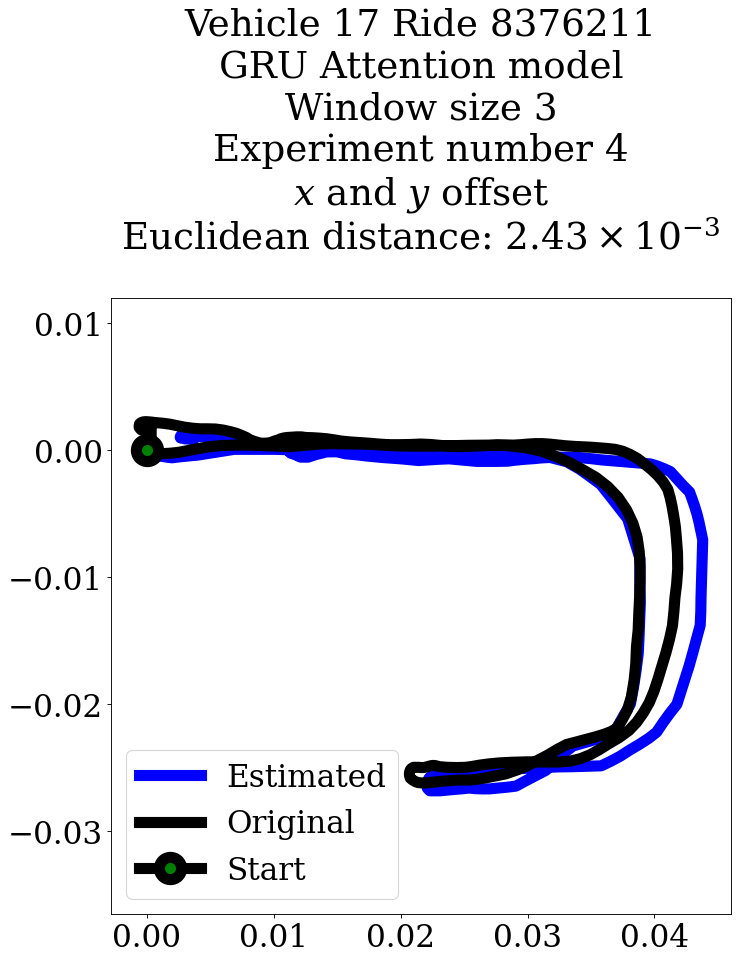 Vehicle 17 Ride 8376211
GRU Attention model
Window size 3
Experiment number 4
x and y offset
Euclidean distance: 2.43 × 10⁻³
0.01
0.00
−0.01
−0.02
−0.03
Estimated
Original
Start
0.00 0.01 0.02 0.03 0.04